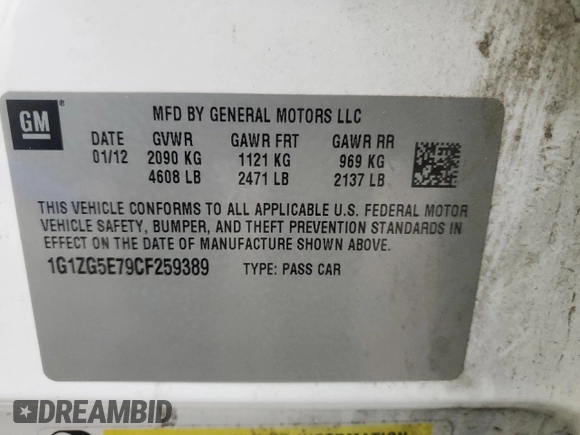 GM
MFD BY GENERAL MOTORS LLC
DATE GVWR GAWR FRT GAWR RR
01/12 2090 KG 1121 KG 969 KG
4608 LB 2471 LB 2137 LB
THIS VEHICLE CONFORMS TO ALL APPLICABLE U.S. FEDERAL MOTOR
VEHICLE SAFETY, BUMPER, AND THEFT PREVENTION STANDARDS IN
EFFECT ON THE DATE OF MANUFACTURE SHOWN ABOVE.
1G1ZG5E79CF259389 TYPE: PASS CAR
DREAMBID
INFORMATION